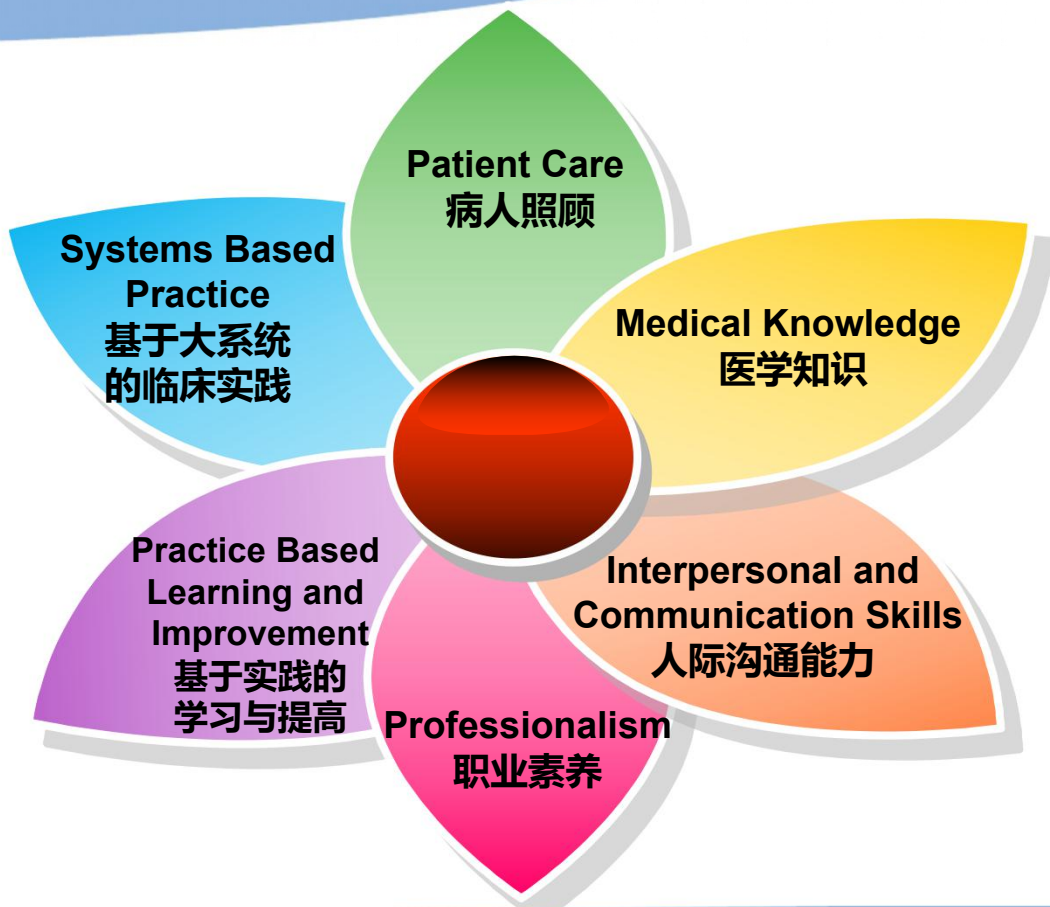 Patient Care
病人照顾
Systems Based
Practice
基于大系统
的临床实践
Medical Knowledge
医学知识
Practice Based
Learning and
Improvement
基于实践的
学习与提高
Interpersonal and
Communication Skills
人际沟通能力
Professionalism
职业素养